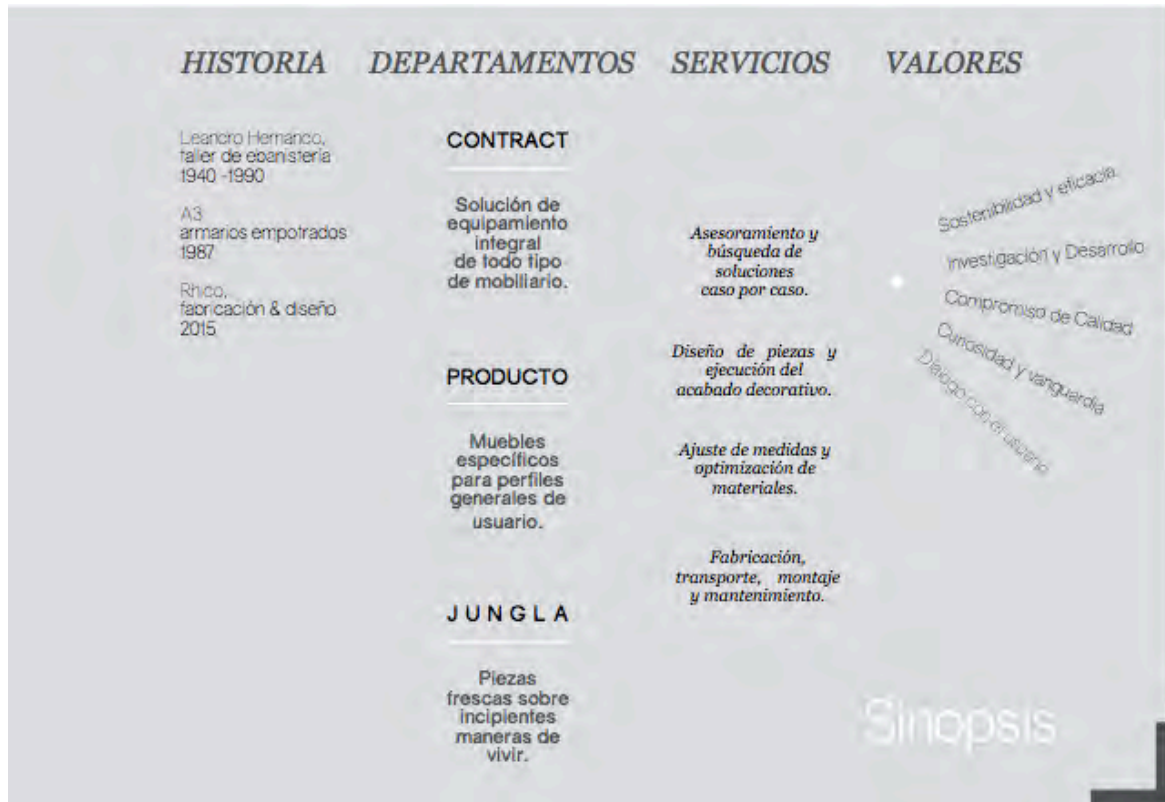 HISTORIA
Leandro Hernanco,
taller de ebanistería
1940 -1990
A3
armarios empotrados
1987
Rhico,
fabricación & diseño
2015
DEPARTAMENTOS
CONTRACT
Solución de
equipamiento
integral
de todo tipo
de mobiliario.
PRODUCTO
Muebles
específicos
para perfiles
generales de
usuario.
JUNGLA
Piezas
frescas sobre
incipientes
maneras de
vivir.
SERVICIOS
Asesoramiento y
búsqueda de
soluciones
caso por caso.
Diseño de piezas y
ejecución del
acabado decorativo.
Ajuste de medidas y
optimización de
materiales.
Fabricación,
transporte, montaje
y mantenimiento.
VALORES
Sostenibilidad y eficacia
Investigación y Desarrollo
Compromiso de Calidad
Curiosidad y vanguardia
Diálogo con el usuario
Sinopsis